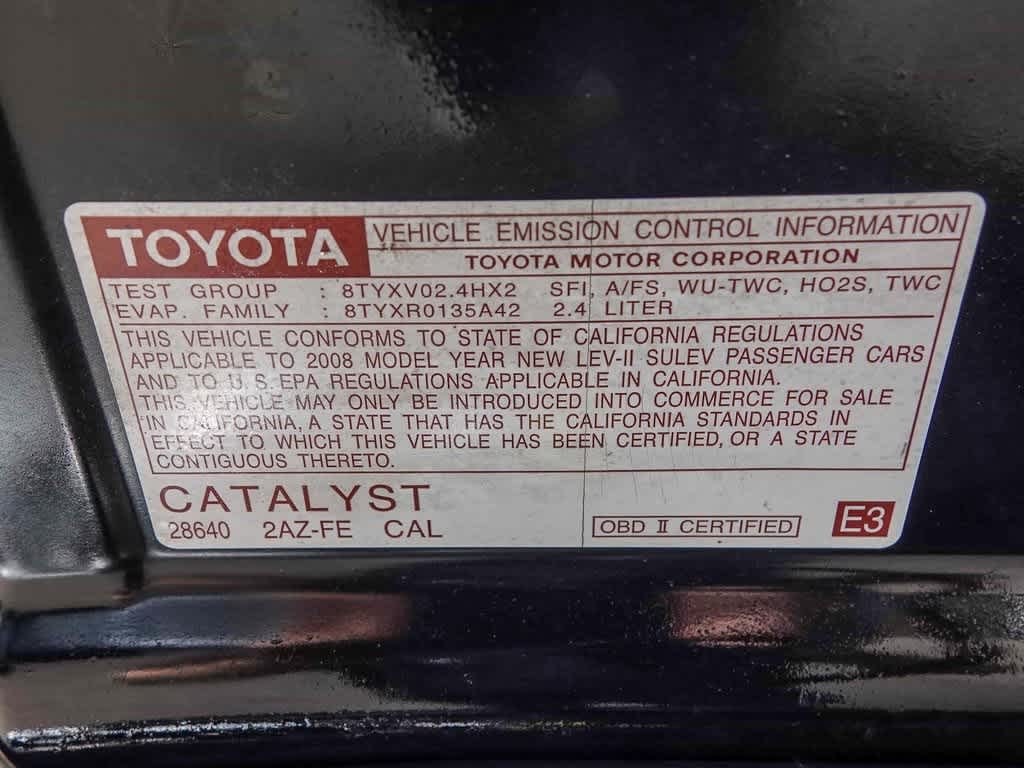 TOYOTA VEHICLE EMISSION CONTROL INFORMATION
TOYOTA MOTOR CORPORATION
TEST GROUP : 8TYXV02.4HX2 SFI, A/FS, WU-TWC, HO2S, TWC
EVAP. FAMILY : 8TYXR0135A42 2.4 LITER
THIS VEHICLE CONFORMS TO STATE OF CALIFORNIA REGULATIONS
APPLICABLE TO 2008 MODEL YEAR NEW LEV-II SULEV PASSENGER CARS
AND TO U.S. EPA REGULATIONS APPLICABLE IN CALIFORNIA.
THIS VEHICLE MAY ONLY BE INTRODUCED INTO COMMERCE FOR SALE
IN CALIFORNIA, A STATE THAT HAS THE CALIFORNIA STANDARDS IN
EFFECT TO WHICH THIS VEHICLE HAS BEEN CERTIFIED, OR A STATE
CONTIGUOUS THERETO.
CATALYST
28640 2AZ-FE CAL OBD II CERTIFIED E3